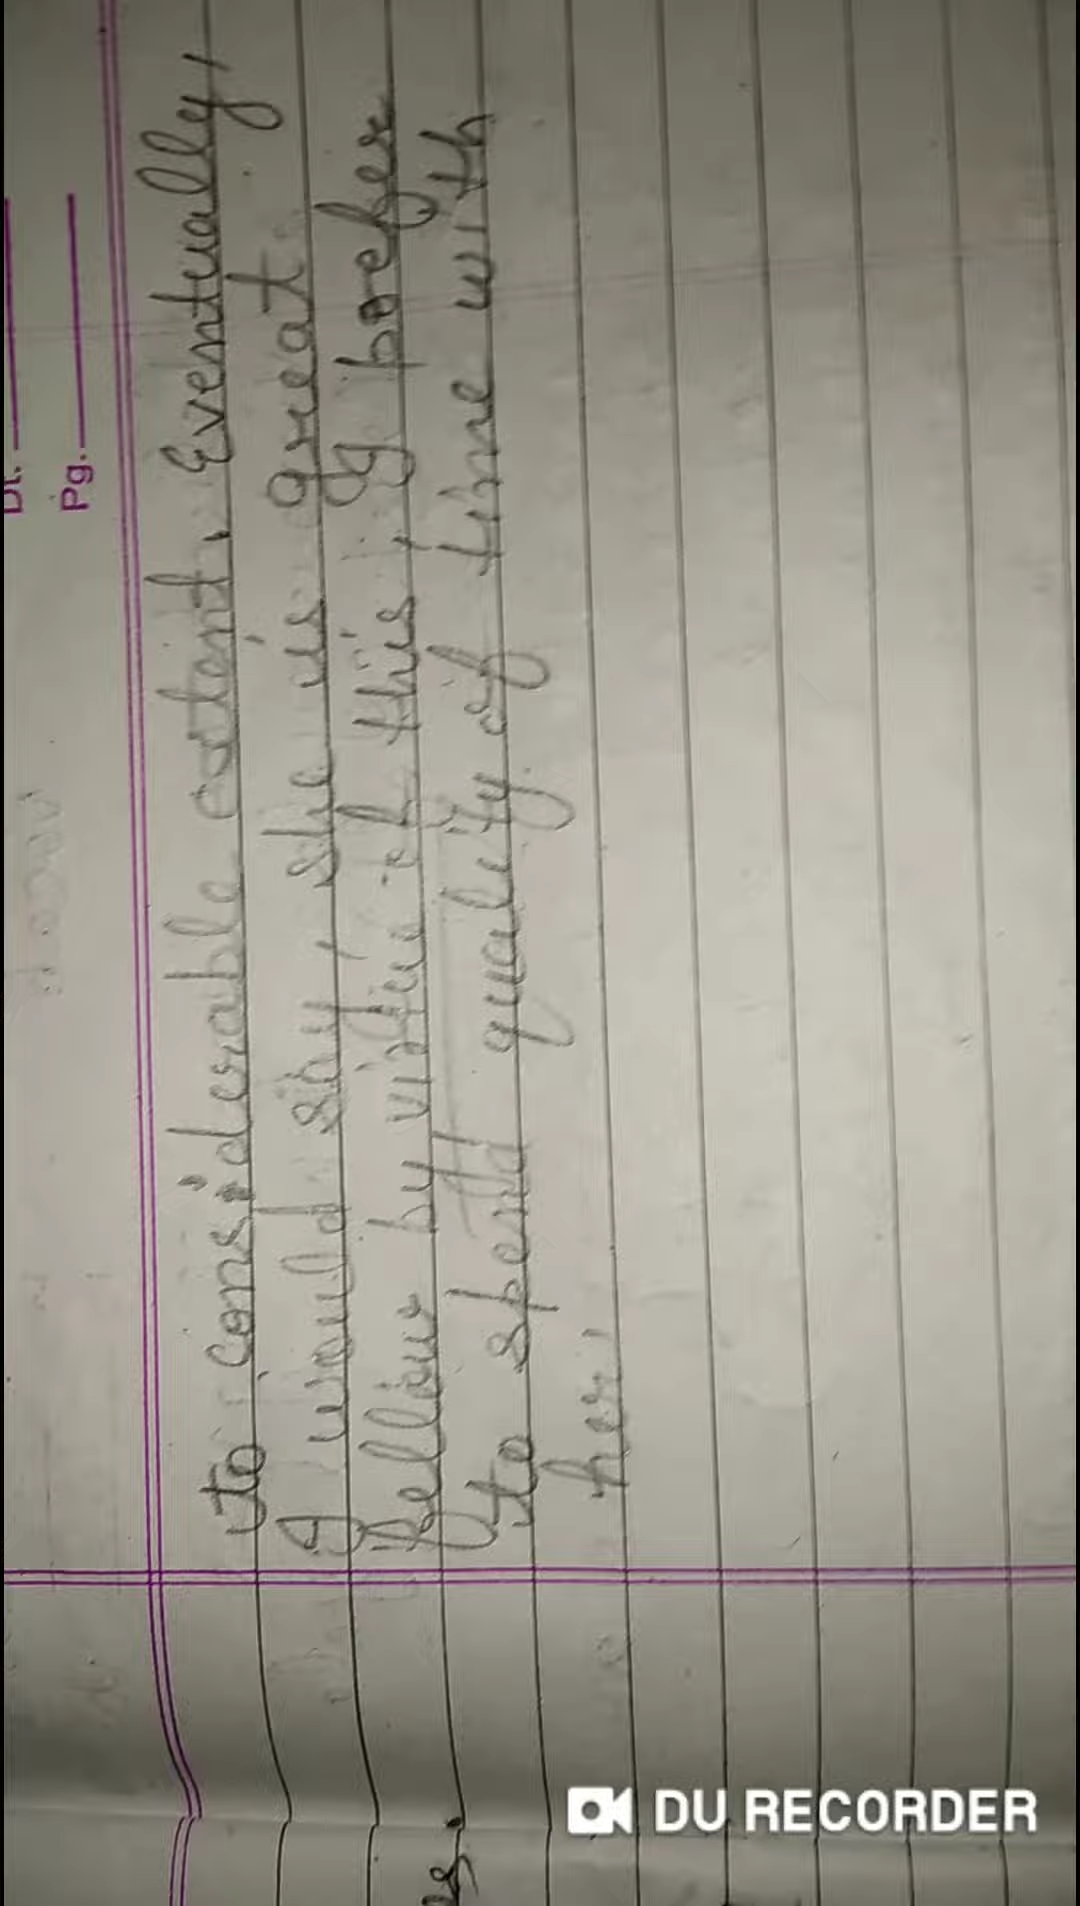 Dt.
Pg.
to considerable extent. Eventually,
I would say, she is great
fellow by virtue of this, I prefer
to spend quality of time with
her.
DU RECORDER